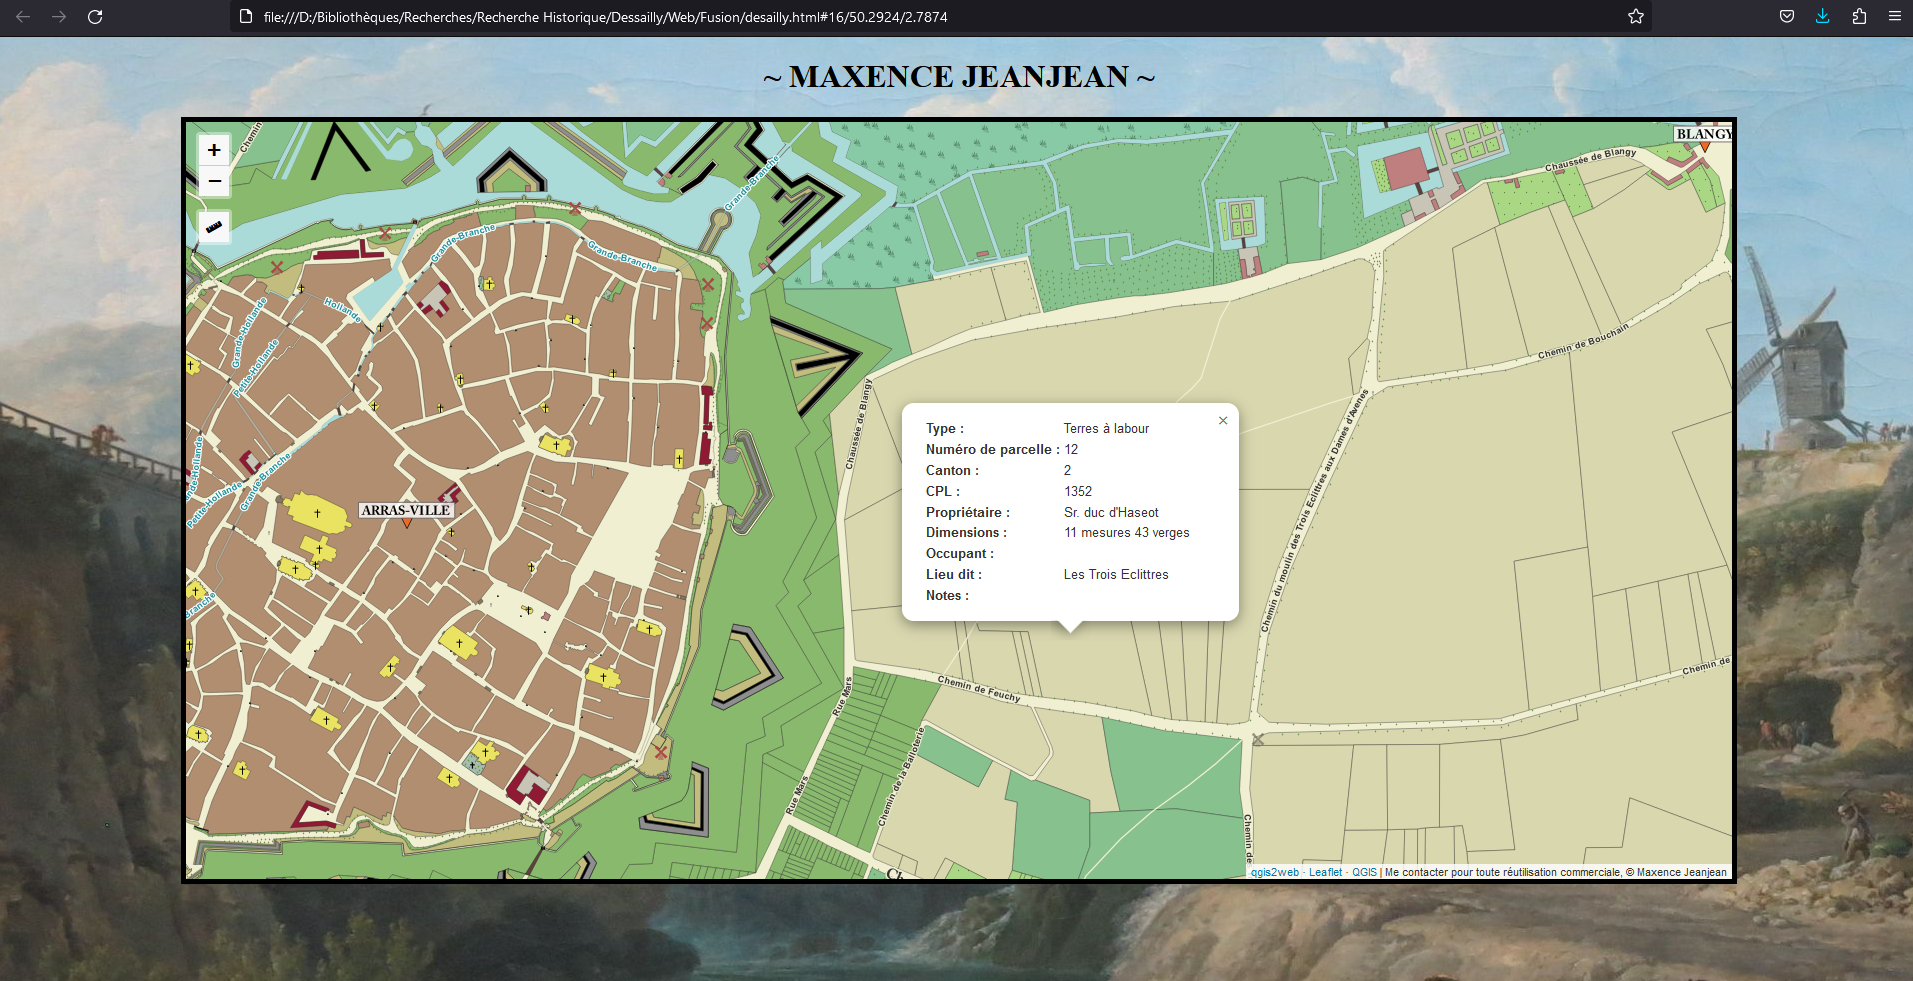 file:///D:/Bibliothèques/Recherches/Recherche Historique/Dessailly/Web/Fusion/desailly.html#16/50.2924/2.7874
~ MAXENCE JEANJEAN ~
+
−
Chemin
Grande-Branche
BLANGY
Chaussée de Blangy
Grande-Branche
Grande-Branche
Hollande
Grande-Hollande
Petite-Hollande
Chemin de Bouchain
Chaussée de Blangy
Chemin du moulin des Trois Eclittres aux Dames d'Avenes
nde-Hollande
Petite-Hollande
Grande-Branche
ARRAS-VILLE
Branche
×
Type : Terres à labour
Numéro de parcelle : 12
Canton : 2
CPL : 1352
Propriétaire : Sr. duc d'Haseot
Dimensions : 11 mesures 43 verges
Occupant :
Lieu dit : Les Trois Eclittres
Notes :
Chemin de
Chemin de Feuchy
Rue Mars
Chemin de la Balloterie
Rue Mars
Chemin de
Ch
qgis2web · Leaflet · QGIS | Me contacter pour toute réutilisation commerciale, © Maxence Jeanjean